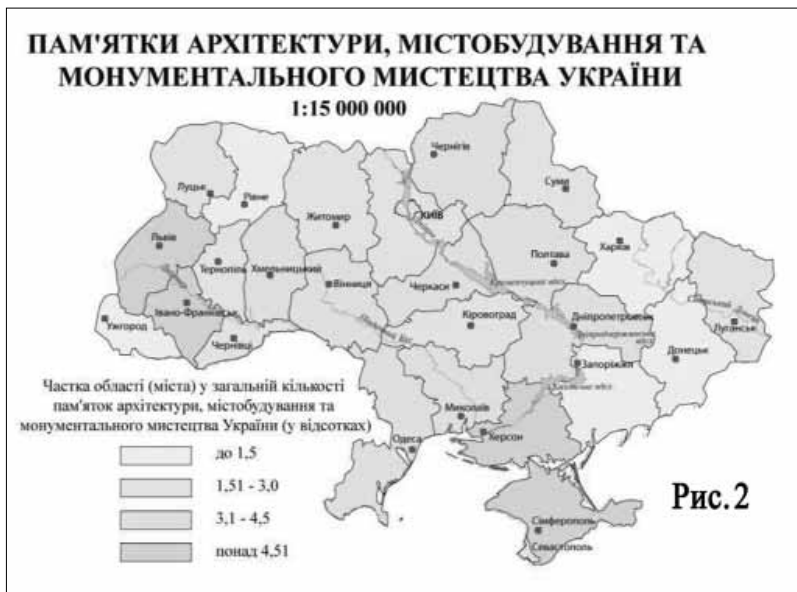 ПАМ'ЯТКИ АРХІТЕКТУРИ, МІСТОБУДУВАННЯ ТА
МОНУМЕНТАЛЬНОГО МИСТЕЦТВА УКРАЇНИ
1:15 000 000
Чернігів
Луцьк
Рівне
Суми
Житомир
КИЇВ
Львів
Харків
Тернопіль
Хмельницький
Полтава
Вінниця
Черкаси
Івано-Франківськ
Кіровоград
Дніпропетровськ
Луганськ
Ужгород
Чернівці
Донецьк
Запоріжжя
Миколаїв
Херсон
Одеса
Сімферополь
Севастополь
Частка області (міста) у загальній кількості
пам'яток архітектури, містобудування та
монументального мистецтва України (у відсотках)
до 1,5
1,51 - 3,0
3,1 - 4,5
понад 4,51
Рис.2